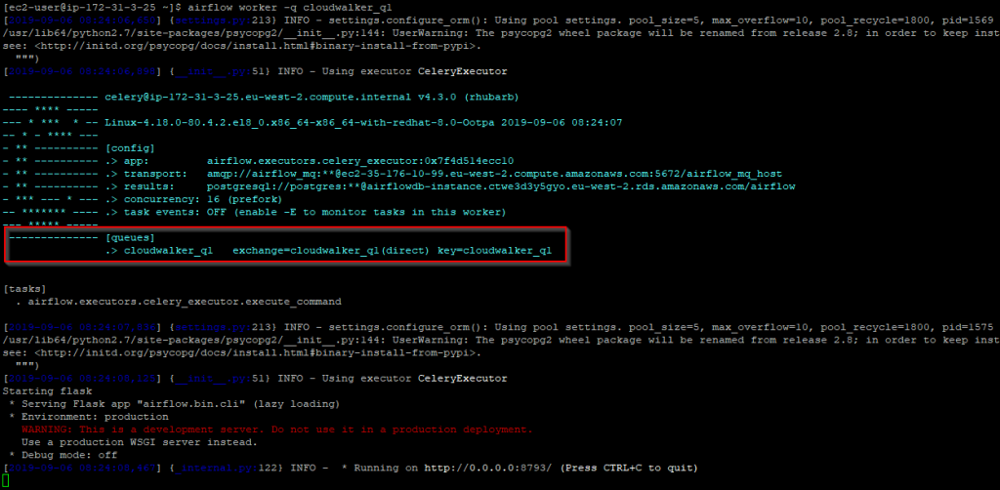 [ec2-user@ip-172-31-3-25 ~]$ airflow worker -q cloudwalker_q1
[2019-09-06 08:24:06,650] {settings.py:213} INFO - settings.configure_orm(): Using pool settings. pool_size=5, max_overflow=10, pool_recycle=1800, pid=1569
/usr/lib64/python2.7/site-packages/psycopg2/__init__.py:144: UserWarning: The psycopg2 wheel package will be renamed from release 2.8; in order to keep inst
see: <http://initd.org/psycopg/docs/install.html#binary-install-from-pypi>.
  """)
[2019-09-06 08:24:06,898] {__init__.py:51} INFO - Using executor CeleryExecutor

 -------------- celery@ip-172-31-3-25.eu-west-2.compute.internal v4.3.0 (rhubarb)
---- **** -----
--- * ***  * -- Linux-4.18.0-80.4.2.el8_0.x86_64-x86_64-with-redhat-8.0-Ootpa 2019-09-06 08:24:07
-- * - **** ---
- ** ---------- [config]
- ** ---------- .> app:         airflow.executors.celery_executor:0x7f4d514ecc10
- ** ---------- .> transport:   amqp://airflow_mq:**@ec2-35-176-10-99.eu-west-2.compute.amazonaws.com:5672/airflow_mq_host
- ** ---------- .> results:     postgresql://postgres:**@airflowdb-instance.ctwe3d3y5gyo.eu-west-2.rds.amazonaws.com/airflow
- *** --- * --- .> concurrency: 16 (prefork)
-- ******* ---- .> task events: OFF (enable -E to monitor tasks in this worker)
--- ***** -----
 -------------- [queues]
                .> cloudwalker_q1   exchange=cloudwalker_q1(direct) key=cloudwalker_q1

[tasks]
  . airflow.executors.celery_executor.execute_command

[2019-09-06 08:24:07,894] {settings.py:213} INFO - settings.configure_orm(): Using pool settings. pool_size=5, max_overflow=10, pool_recycle=1800, pid=1575
/usr/lib64/python2.7/site-packages/psycopg2/__init__.py:144: UserWarning: The psycopg2 wheel package will be renamed from release 2.8; in order to keep inst
see: <http://initd.org/psycopg/docs/install.html#binary-install-from-pypi>.
  """)
[2019-09-06 08:24:08,125] {__init__.py:51} INFO - Using executor CeleryExecutor
Starting flask
 * Serving Flask app "airflow.bin.cli" (lazy loading)
 * Environment: production
   WARNING: This is a development server. Do not use it in a production deployment.
   Use a production WSGI server instead.
 * Debug mode: off
[2019-09-06 08:24:08,487] {_internal.py:122} INFO -  * Running on http://0.0.0.0:8793/ (Press CTRL+C to quit)